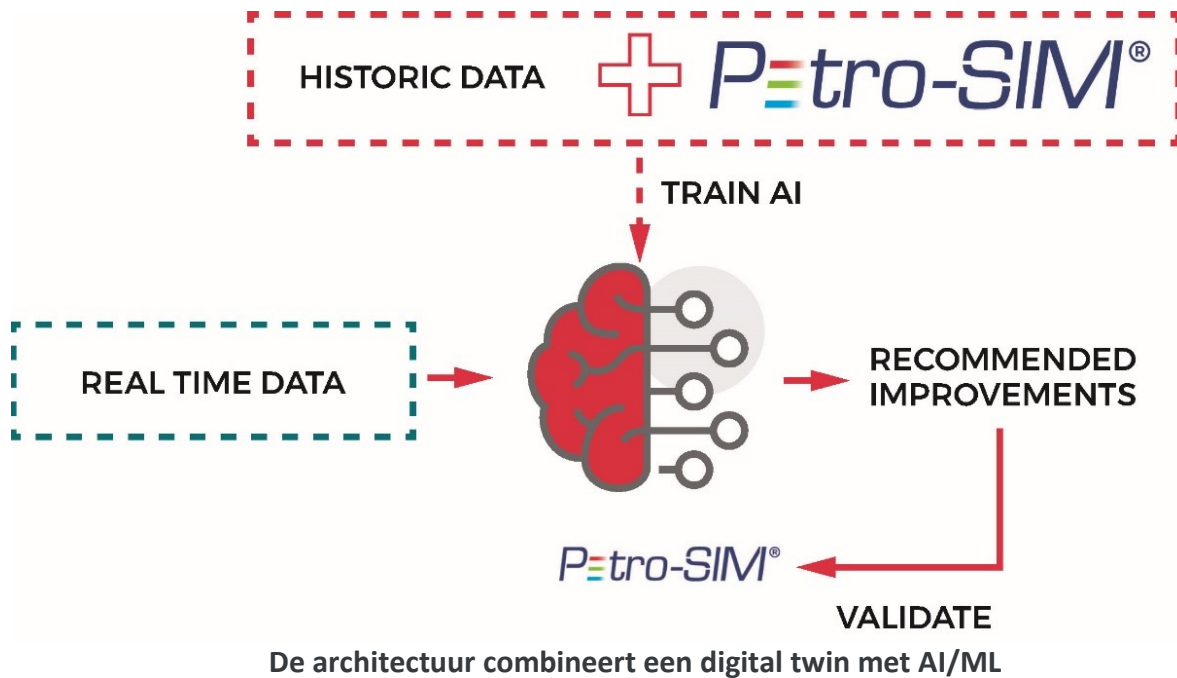 HISTORIC DATA
Petro-SIM®
TRAIN AI
REAL TIME DATA
RECOMMENDED
IMPROVEMENTS
Petro-SIM®
VALIDATE
De architectuur combineert een digital twin met AI/ML